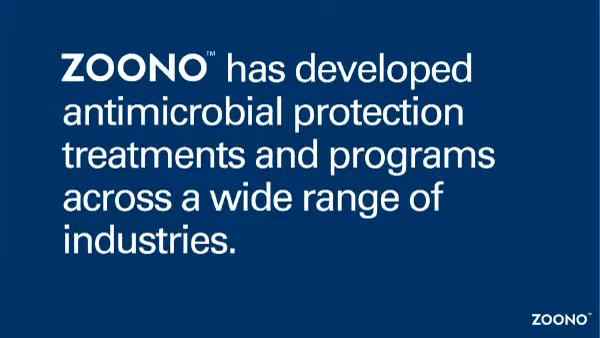 ZOONO™ has developed
antimicrobial protection
treatments and programs
across a wide range of
industries.
ZOONO™